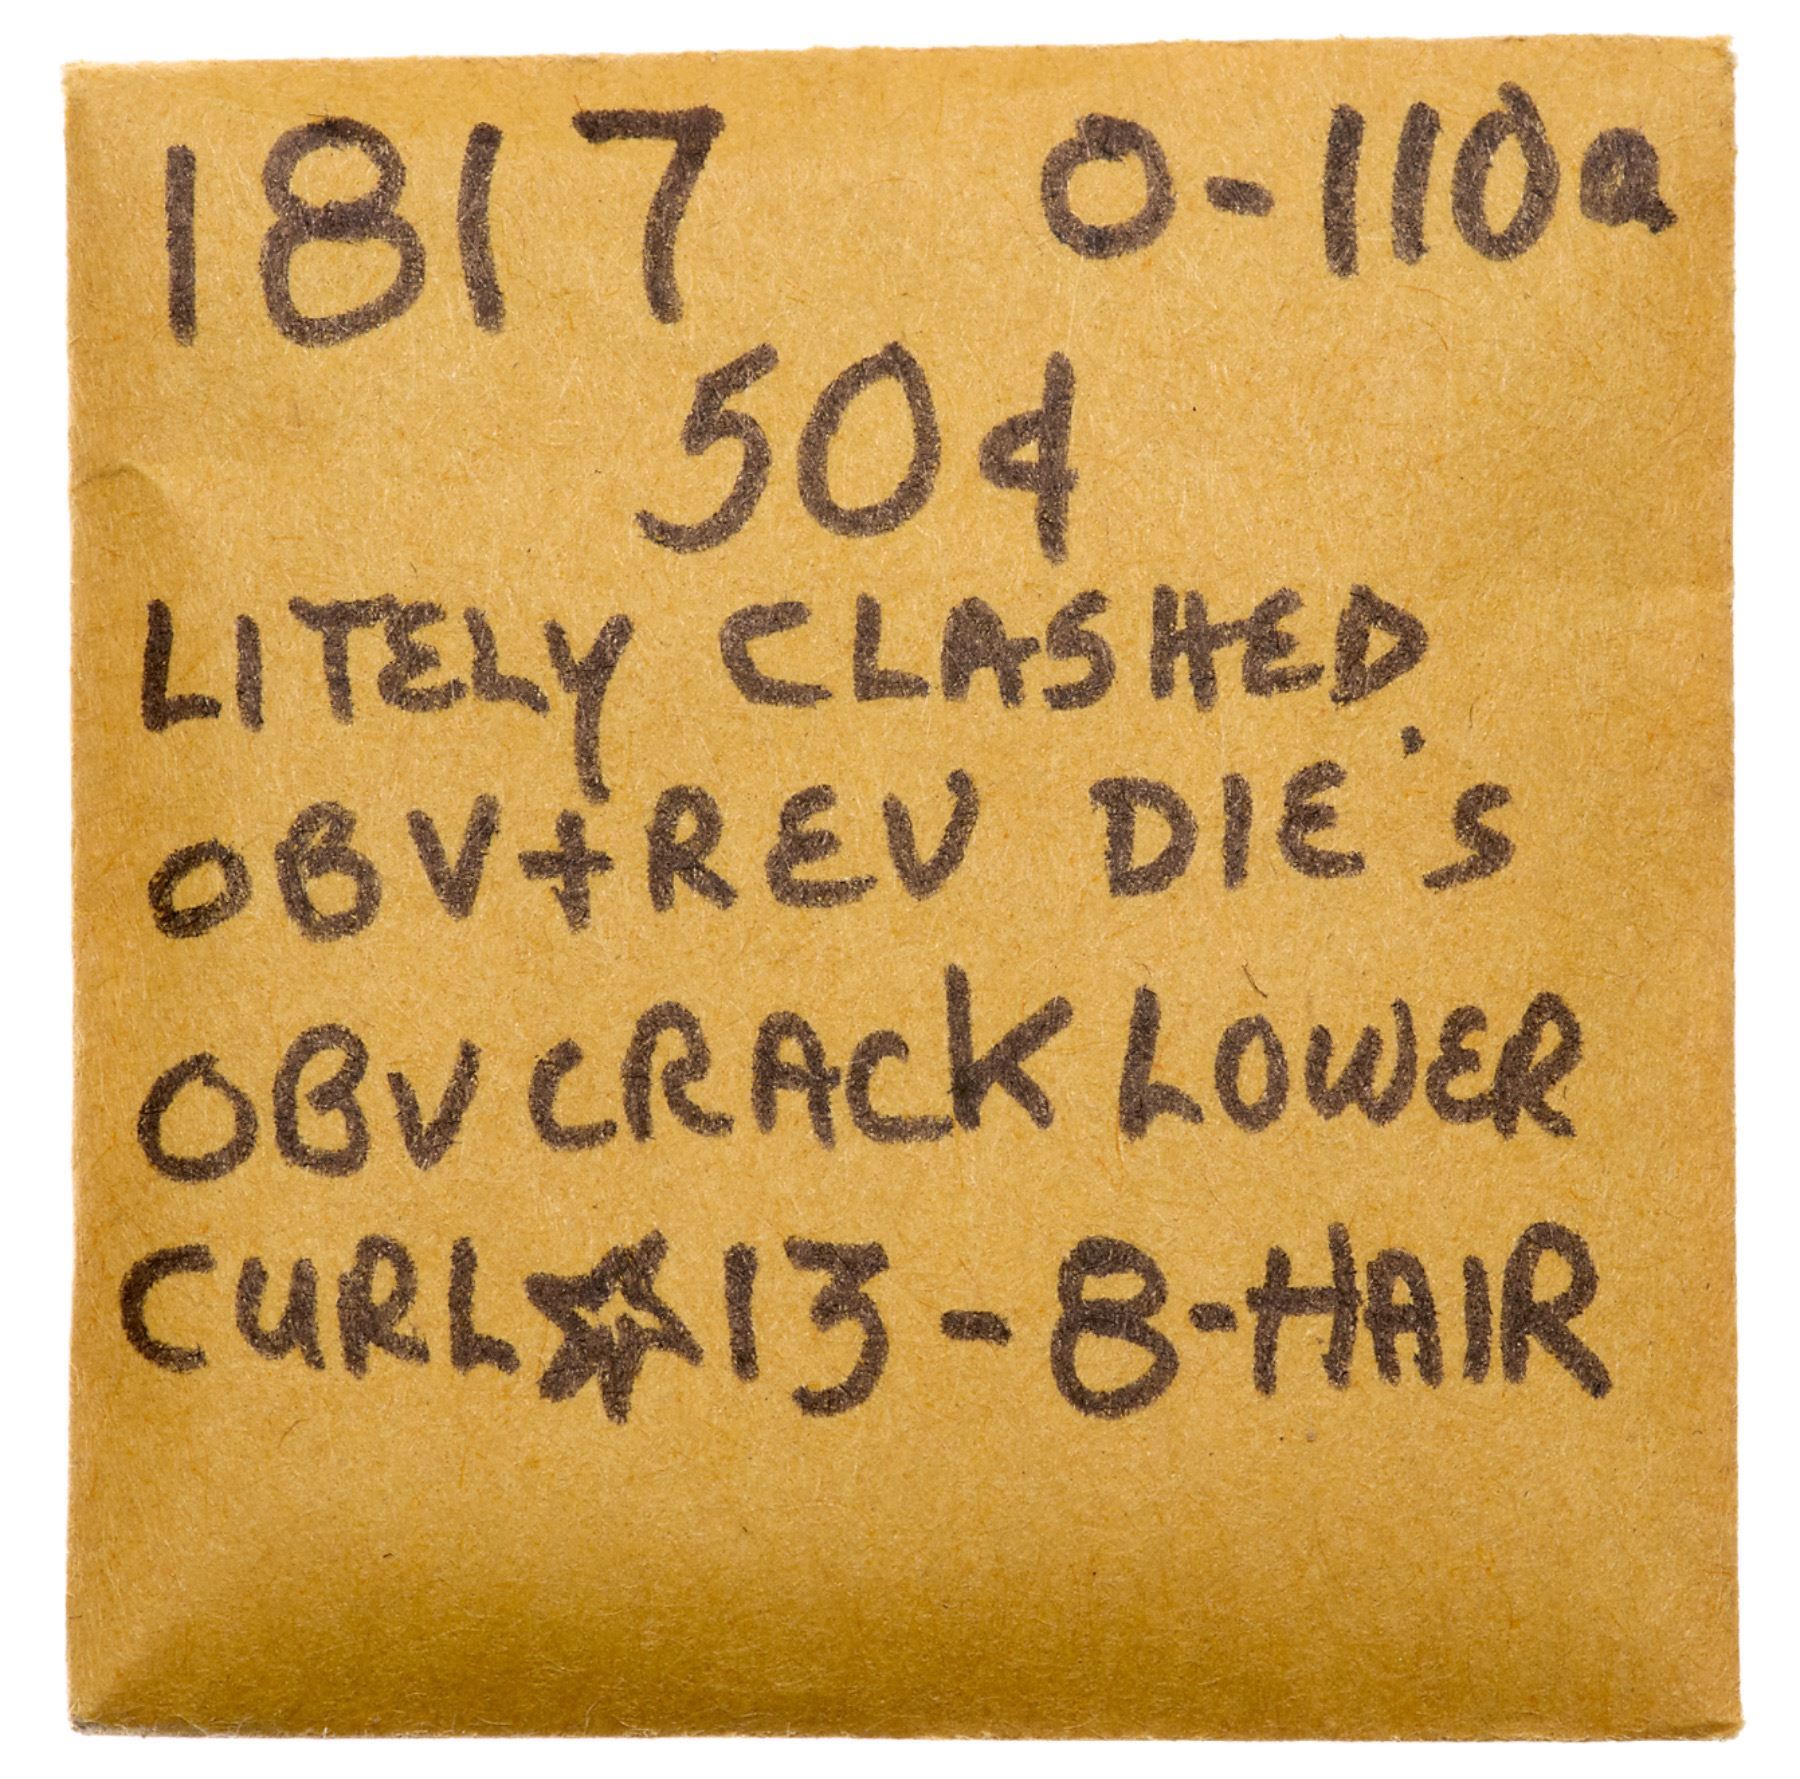 1817 O-110a
50¢
LITELY CLASHED
OBV+REV DIE'S
OBV CRACK LOWER
CURL☆13-8-HAIR